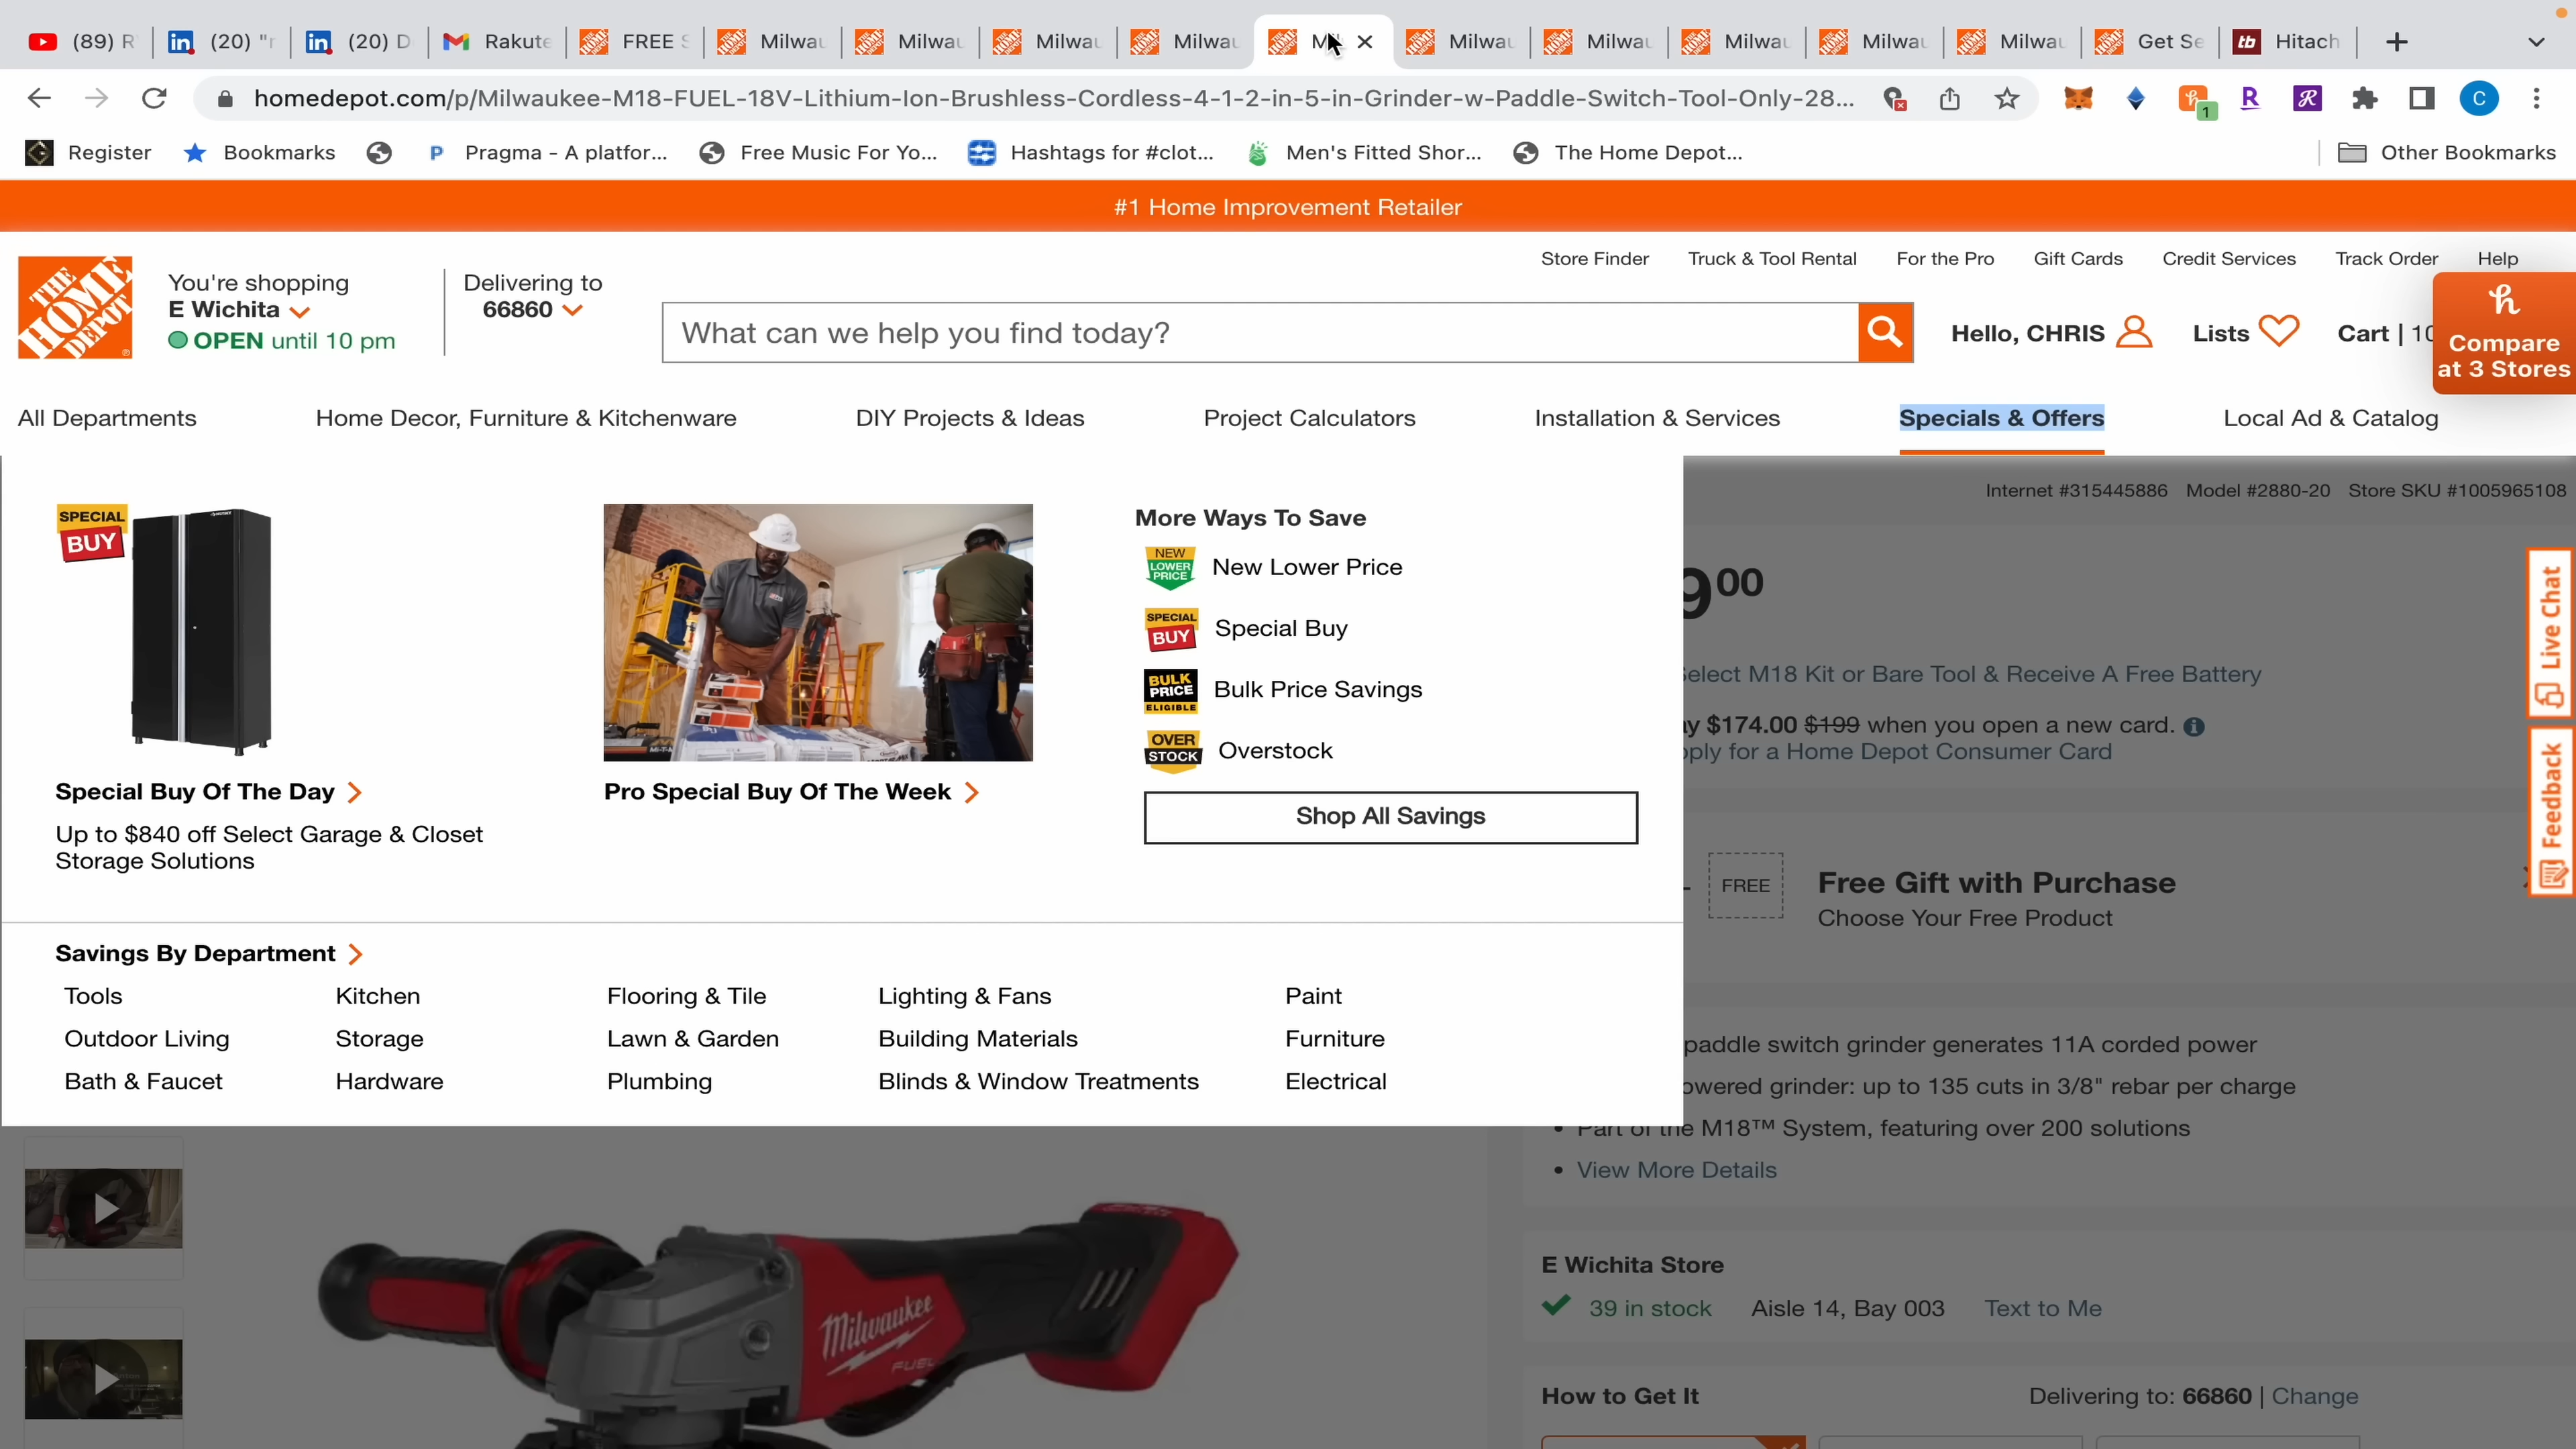 (89) R
(20) "r
(20) D
Rakute
FREE S
Milwau
Milwau
Milwau
Milwau
Milwau
Milwau
Milwau
Milwau
Milwau
Get Se
tb Hitach
homedepot.com/p/Milwaukee-M18-FUEL-18V-Lithium-Ion-Brushless-Cordless-4-1-2-in-5-in-Grinder-w-Paddle-Switch-Tool-Only-28...
1
C
Register
Bookmarks
Pragma - A platfor...
Free Music For Yo...
Hashtags for #clot...
Men's Fitted Shor...
The Home Depot...
Other Bookmarks
#1 Home Improvement Retailer
Store Finder
Truck & Tool Rental
For the Pro
Gift Cards
Credit Services
Track Order
Help
THE HOME DEPOT
You're shopping
E Wichita
OPEN until 10 pm
Delivering to
66860
What can we help you find today?
Hello, CHRIS
Lists
Cart | 10
Compare
at 3 Stores
All Departments
Home Decor, Furniture & Kitchenware
DIY Projects & Ideas
Project Calculators
Installation & Services
Specials & Offers
Local Ad & Catalog
Internet #315445886 Model #2880-20 Store SKU #1005965108
SPECIAL
BUY
Special Buy Of The Day
Up to $840 off Select Garage & Closet
Storage Solutions
Pro Special Buy Of The Week
More Ways To Save
NEW LOWER PRICE New Lower Price
SPECIAL BUY Special Buy
BULK PRICE ELIGIBLE Bulk Price Savings
OVER STOCK Overstock
Shop All Savings
9 00
elect M18 Kit or Bare Tool & Receive A Free Battery
y $174.00 $199 when you open a new card.
ply for a Home Depot Consumer Card
FREE
Free Gift with Purchase
Choose Your Free Product
Live Chat
Feedback
Savings By Department
Tools
Kitchen
Flooring & Tile
Lighting & Fans
Paint
Outdoor Living
Storage
Lawn & Garden
Building Materials
Furniture
Bath & Faucet
Hardware
Plumbing
Blinds & Window Treatments
Electrical
paddle switch grinder generates 11A corded power
owered grinder: up to 135 cuts in 3/8" rebar per charge
• Part of the M18™ System, featuring over 200 solutions
• View More Details
Milwaukee
FUEL
E Wichita Store
39 in stock Aisle 14, Bay 003 Text to Me
How to Get It
Delivering to: 66860 | Change